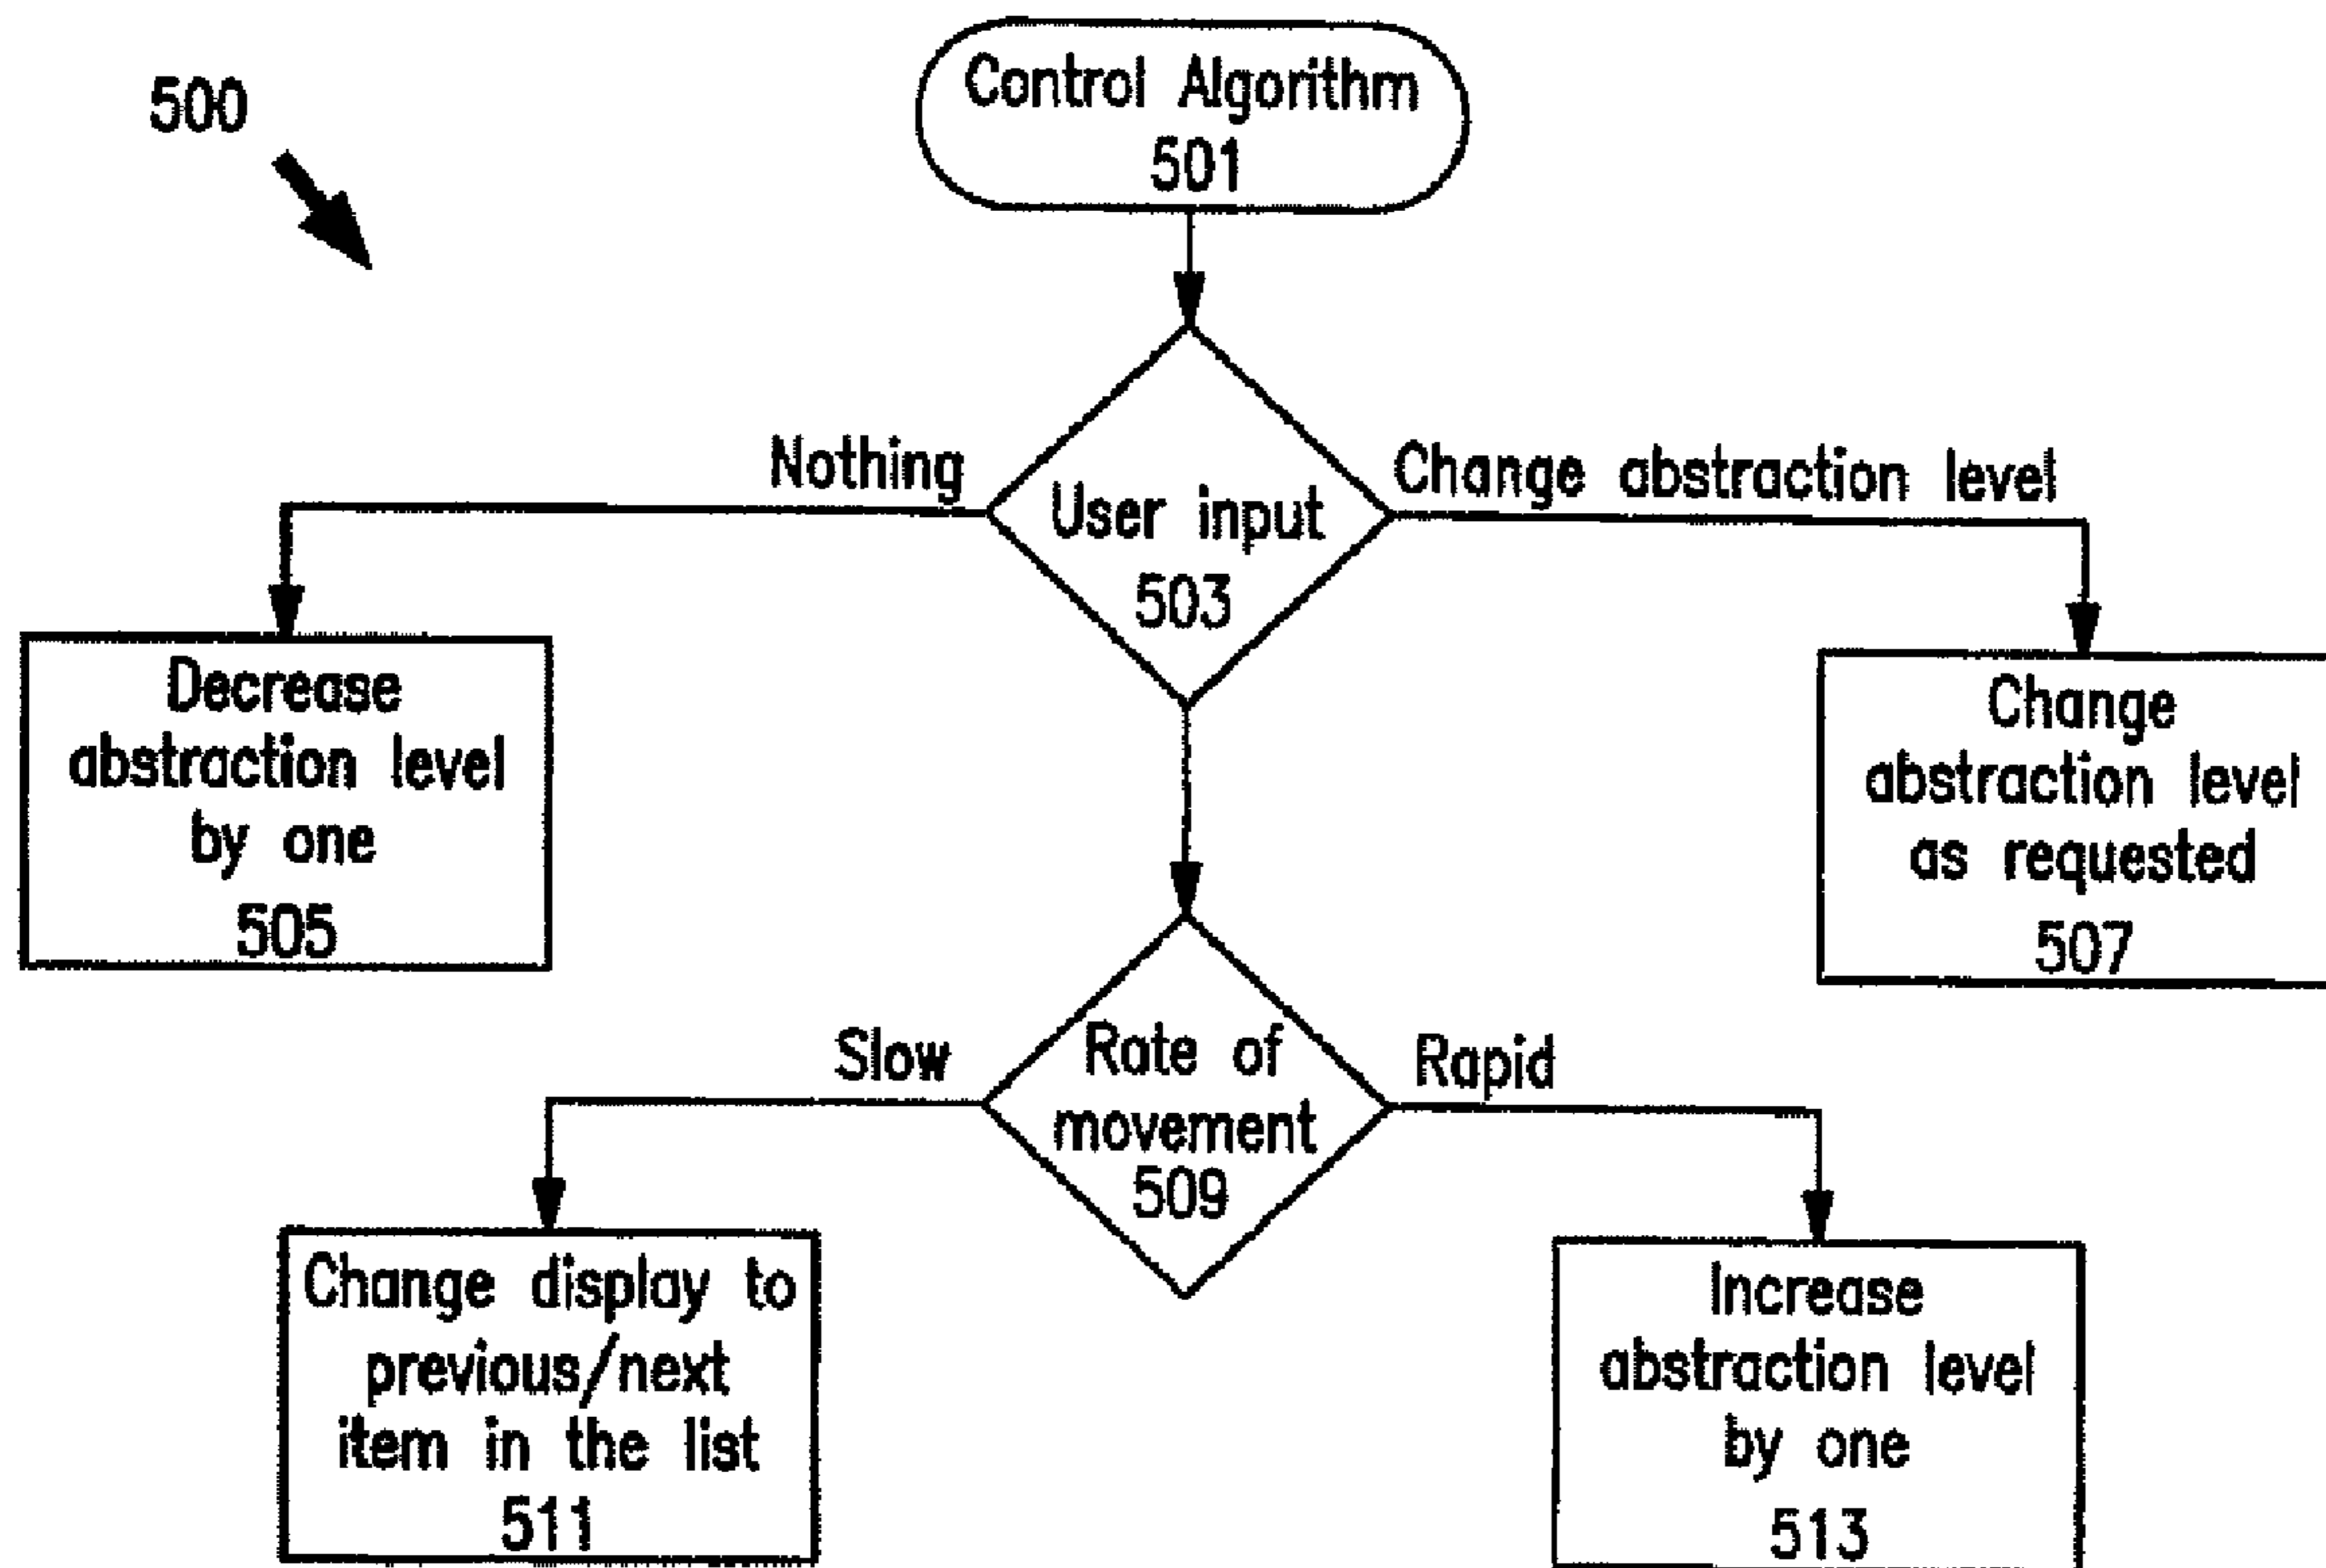 500
Control Algorithm
501
Nothing
Change abstraction level
User input
503
Decrease
abstraction level
by one
505
Change
abstraction level
as requested
507
Slow
Rate of
movement
509
Rapid
Change display to
previous/next
item in the list
511
Increase
abstraction level
by one
513